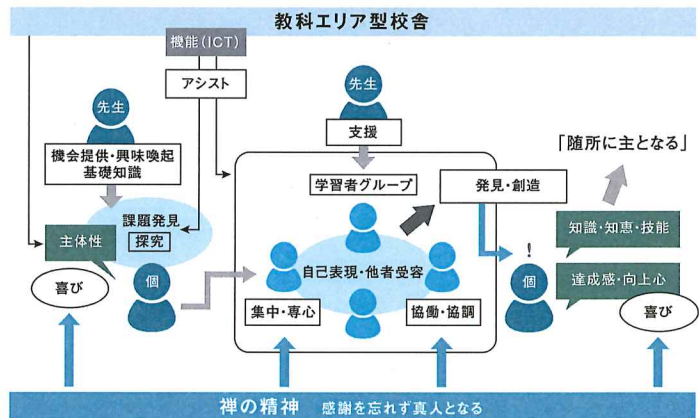 教科エリア型校舎
機能(ICT)
アシスト
先生
機会提供・興味喚起
基礎知識
課題発見
探究
主体性
喜び
個
先生
支援
学習者グループ
自己表現・他者受容
集中・専心
協働・協調
発見・創造
「随所に主となる」
!
個
知識・知恵・技能
達成感・向上心
喜び
禅の精神 感謝を忘れず真人となる